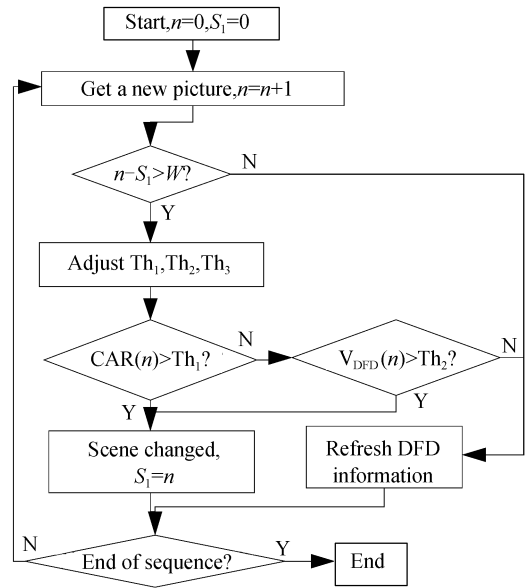 Start,n=0,S₁=0
Get a new picture,n=n+1
n−S₁>W?
N
Y
Adjust Th₁,Th₂,Th₃
CAR(n)>Th₁?
N
V_DFD(n)>Th₂?
N
Y
Y
Scene changed,
S₁=n
Refresh DFD
information
N
End of sequence?
Y
End